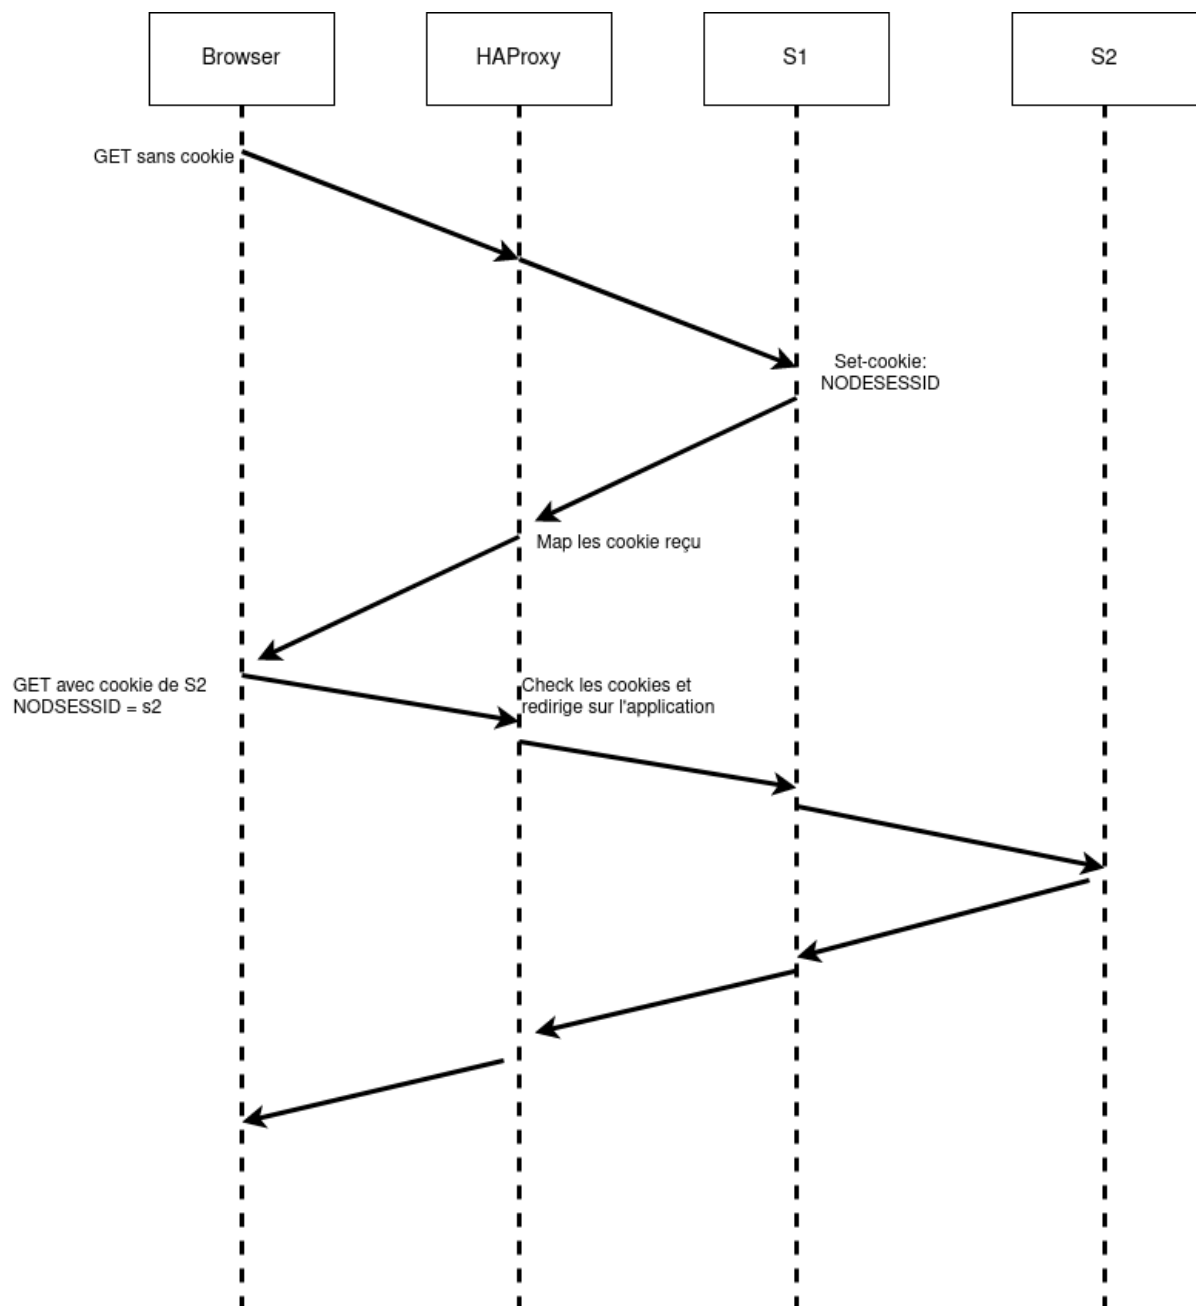 Browser
HAProxy
S1
S2
GET sans cookie
Set-cookie:
NODESESSID
Map les cookie reçu
GET avec cookie de S2
NODSESSID = s2
Check les cookies et
redirige sur l'application